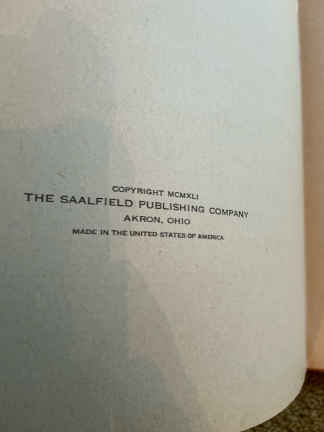 COPYRIGHT MCMXLI
THE SAALFIELD PUBLISHING COMPANY
AKRON, OHIO
MADE IN THE UNITED STATES OF AMERICA